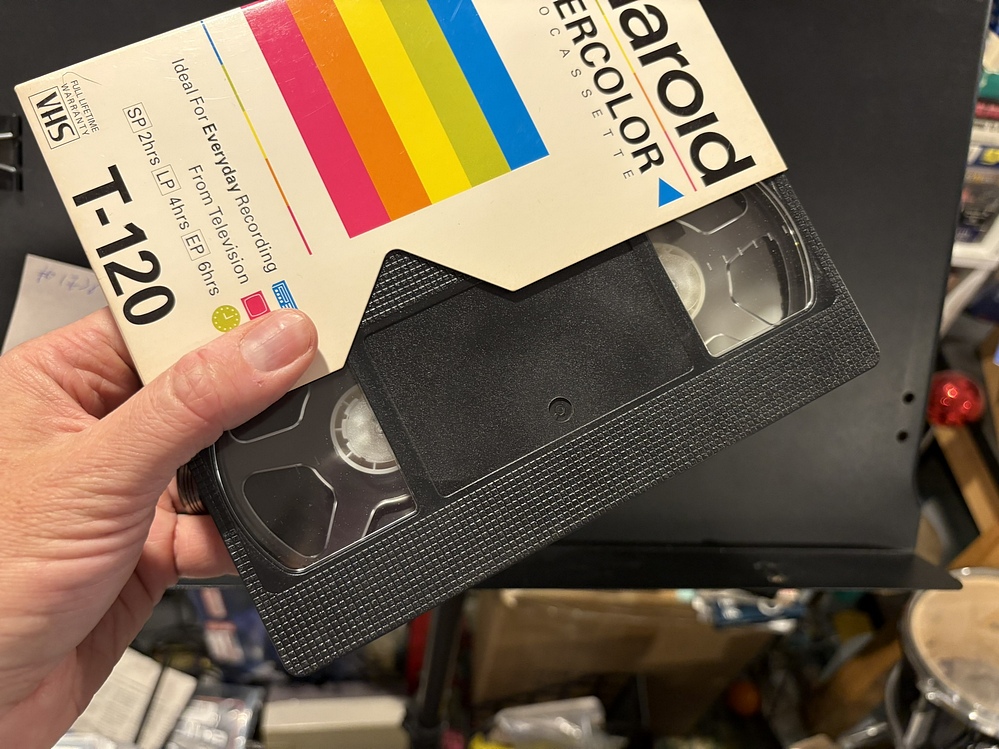 aroid
ERCOLOR
OCASSETTE
Ideal For Everyday Recording
From Television
SP 2hrs LP 4hrs EP 6hrs
T-120
FULL LIFETIME
WARRANTY
VHS